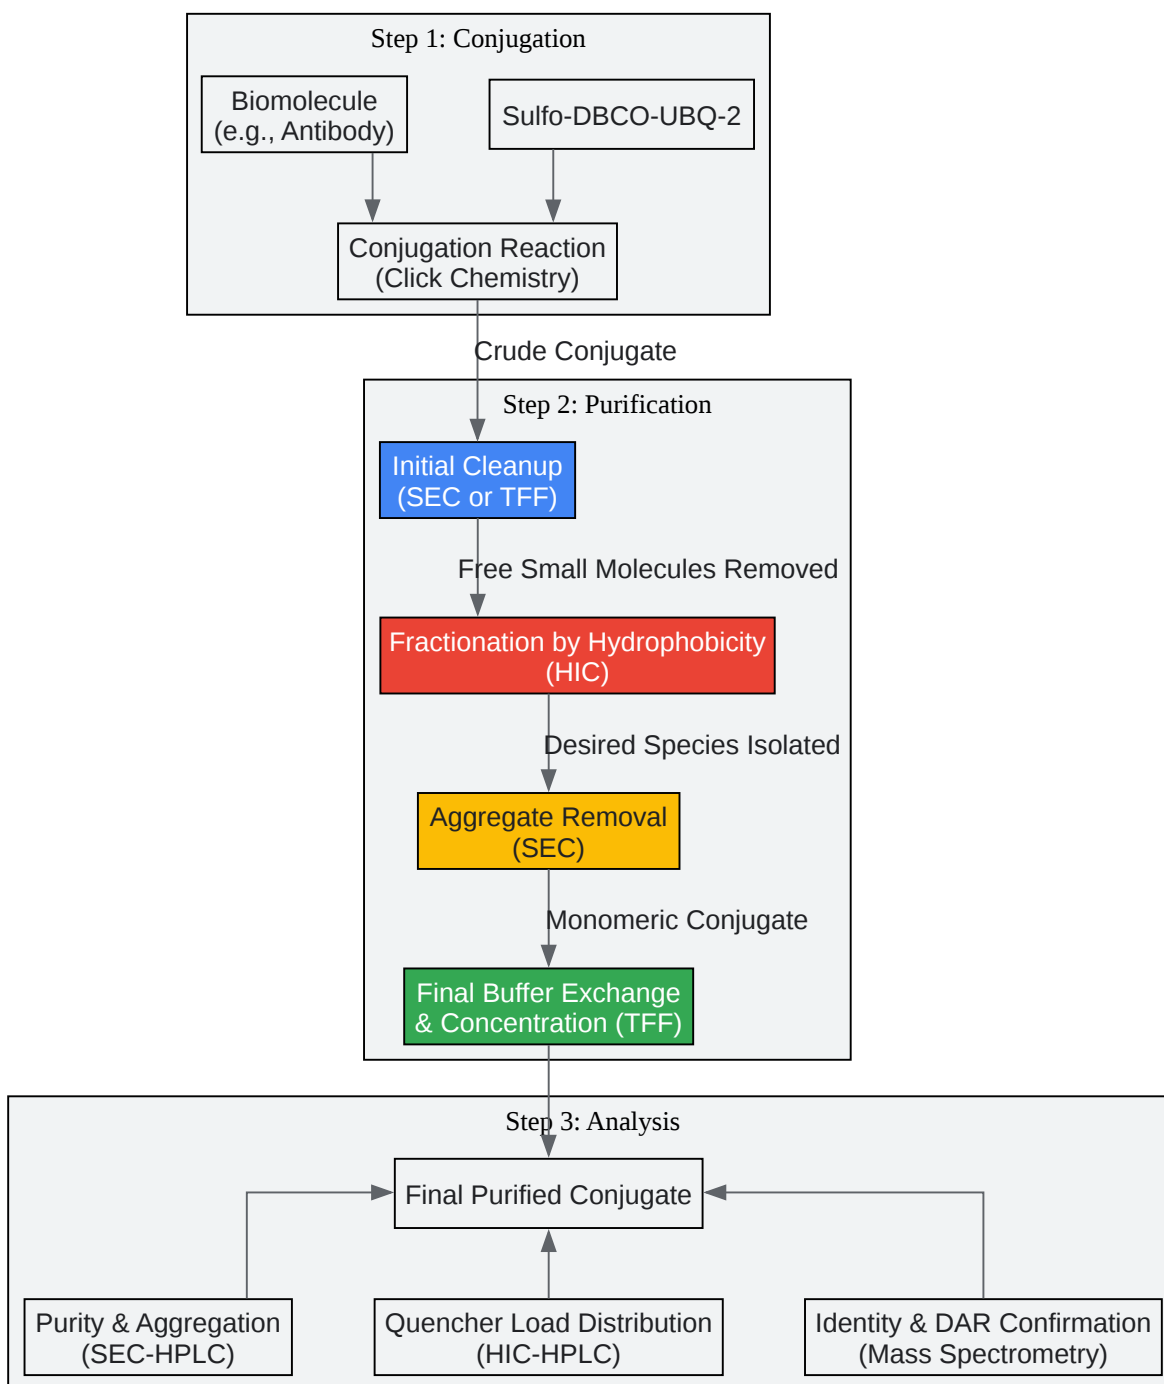 Step 1: Conjugation
Biomolecule
(e.g., Antibody)
Sulfo-DBCO-UBQ-2
Conjugation Reaction
(Click Chemistry)
Crude Conjugate
Step 2: Purification
Initial Cleanup
(SEC or TFF)
Free Small Molecules Removed
Fractionation by Hydrophobicity
(HIC)
Desired Species Isolated
Aggregate Removal
(SEC)
Monomeric Conjugate
Final Buffer Exchange
& Concentration (TFF)
Step 3: Analysis
Final Purified Conjugate
Purity & Aggregation
(SEC-HPLC)
Quencher Load Distribution
(HIC-HPLC)
Identity & DAR Confirmation
(Mass Spectrometry)